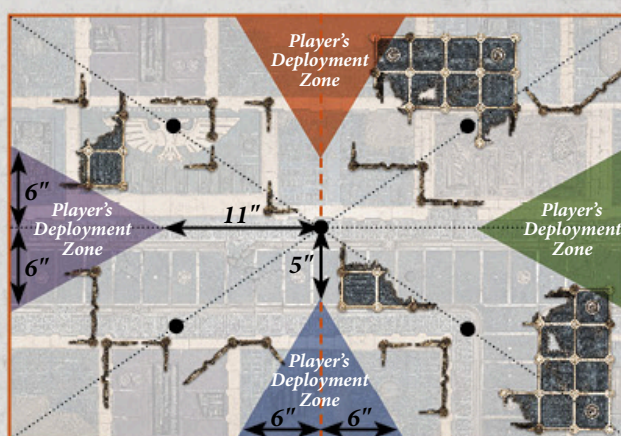 Player's
Deployment
Zone
6"
11"
Player's
Deployment
Zone
Player's
Deployment
Zone
6"
5"
Player's
Deployment
Zone
6" 6"